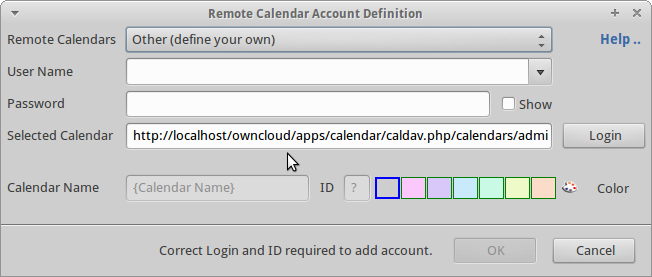 Remote Calendar Account Definition
Remote Calendars Other (define your own) Help ..
User Name
Password Show
Selected Calendar http://localhost/owncloud/apps/calendar/caldav.php/calendars/admi Login
Calendar Name {Calendar Name} ID ? Color
Correct Login and ID required to add account. OK Cancel